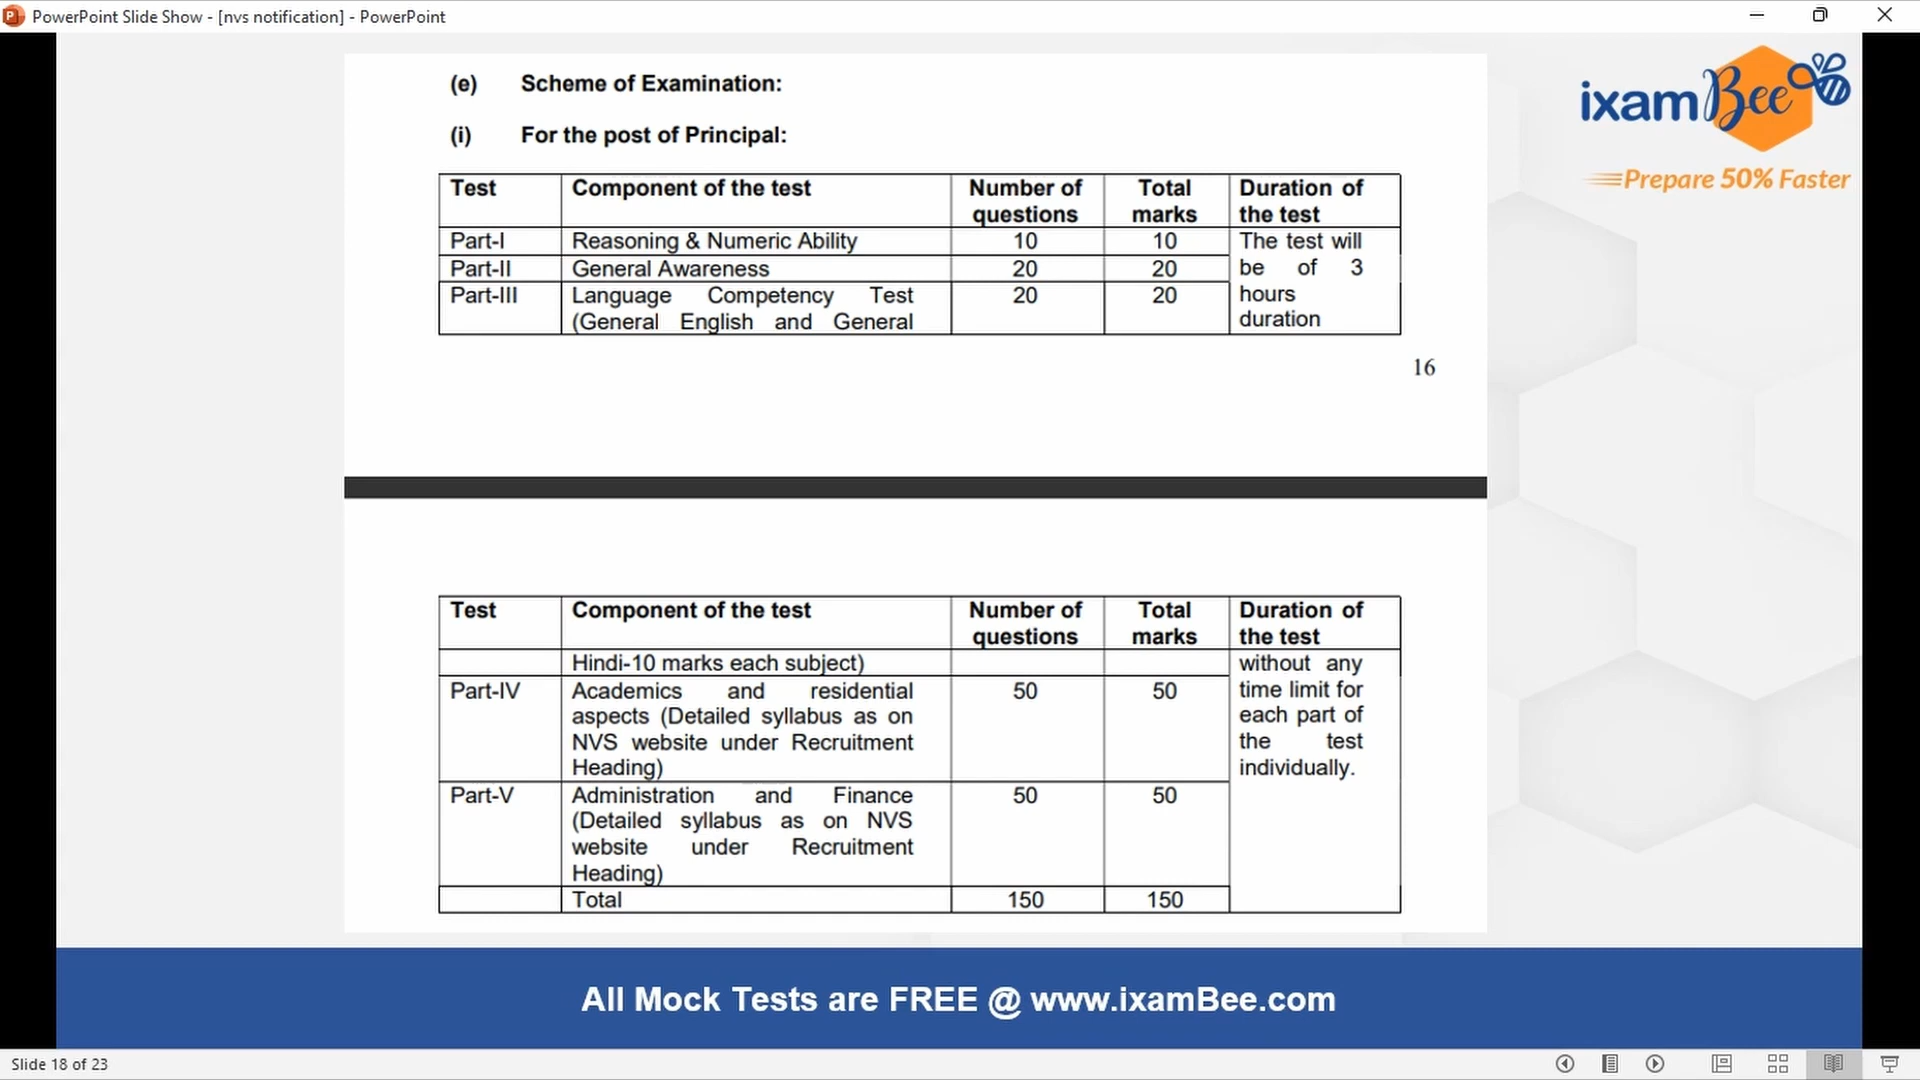 PowerPoint Slide Show - [nvs notification] - PowerPoint
ixamBee
Prepare 50% Faster
(e) Scheme of Examination:
(i) For the post of Principal:
Test Component of the test Number of questions Total marks Duration of the test
Part-I Reasoning & Numeric Ability 10 10 The test will
Part-II General Awareness 20 20 be of 3
Part-III Language Competency Test 20 20 hours
(General English and General duration
16
Test Component of the test Number of questions Total marks Duration of the test
Hindi-10 marks each subject) without any
Part-IV Academics and residential 50 50 time limit for
aspects (Detailed syllabus as on each part of
NVS website under Recruitment the test
Heading) individually.
Part-V Administration and Finance 50 50
(Detailed syllabus as on NVS
website under Recruitment
Heading)
Total 150 150
All Mock Tests are FREE @ www.ixamBee.com
Slide 18 of 23